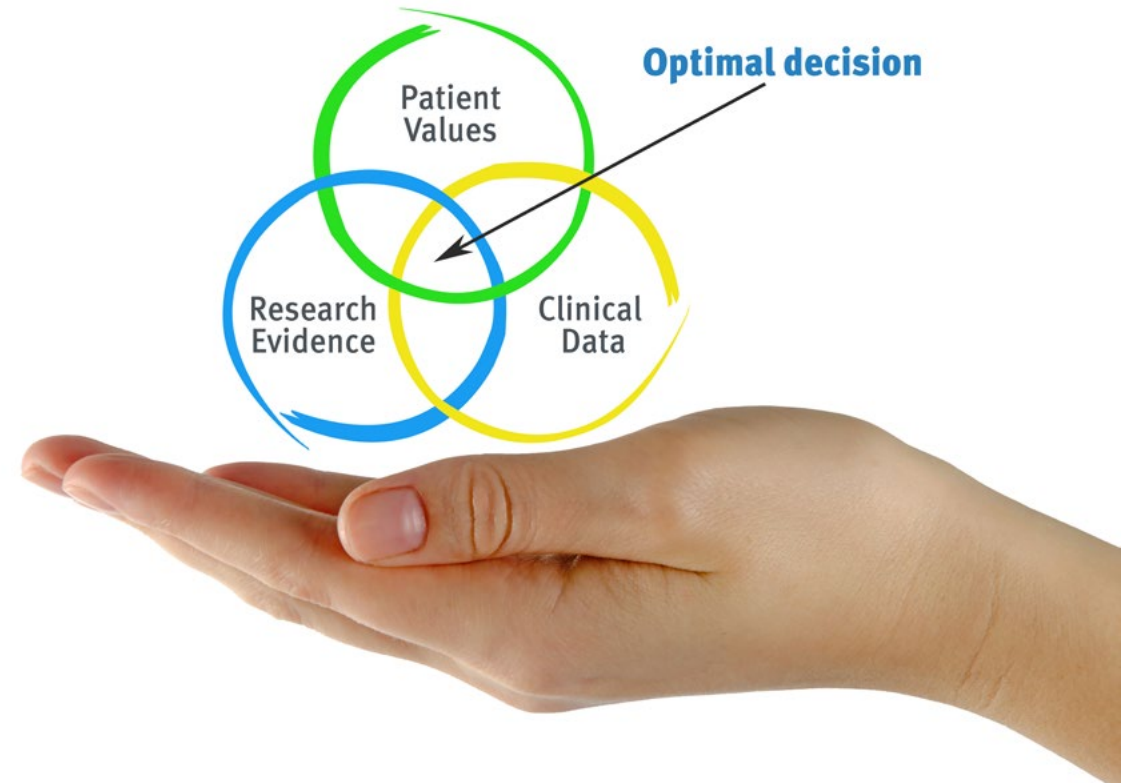 Optimal decision
Patient
Values
Research
Evidence
Clinical
Data